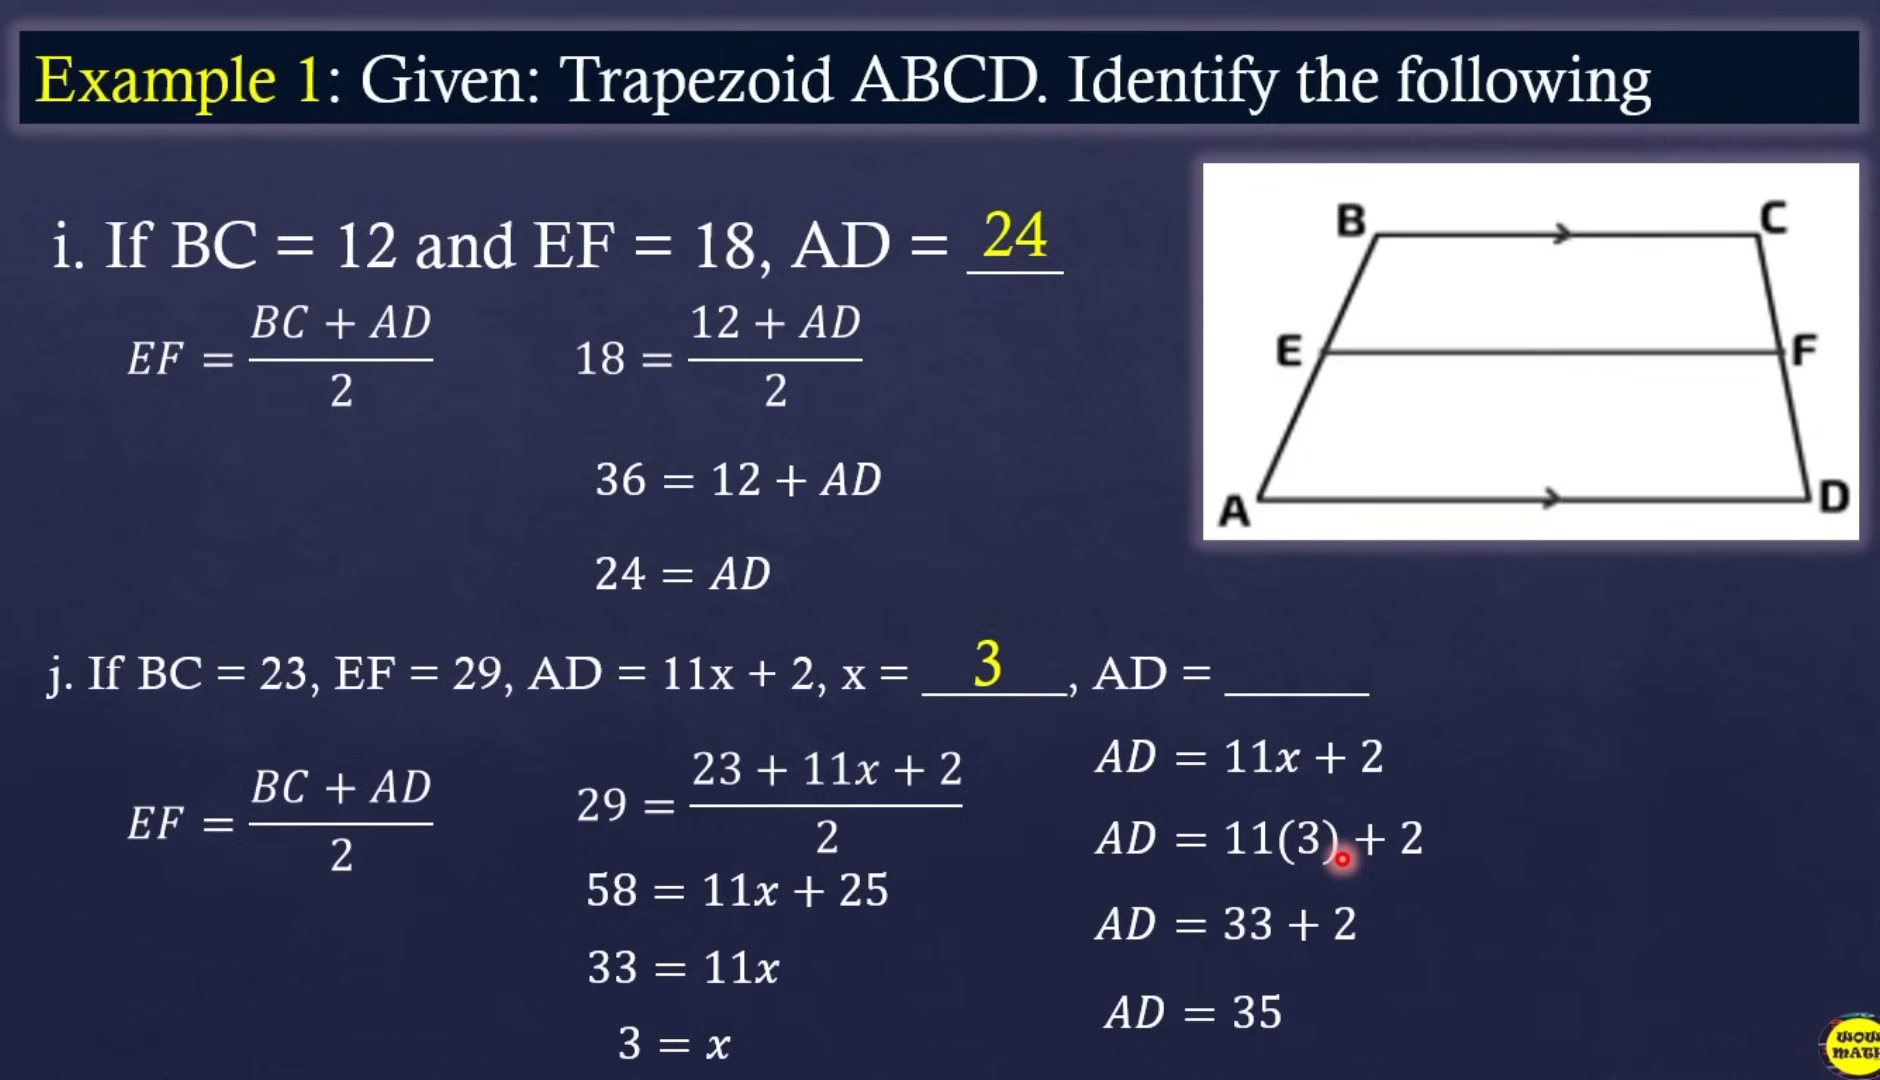 Example 1: Given: Trapezoid ABCD. Identify the following
i. If BC = 12 and EF = 18, AD = 24
EF = (BC + AD)/2
18 = (12 + AD)/2
36 = 12 + AD
24 = AD
B
C
E
F
A
D
j. If BC = 23, EF = 29, AD = 11x + 2, x = 3, AD = ______
EF = (BC + AD)/2
29 = (23 + 11x + 2)/2
58 = 11x + 25
33 = 11x
3 = x
AD = 11x + 2
AD = 11(3) + 2
AD = 33 + 2
AD = 35
WOW
MATH